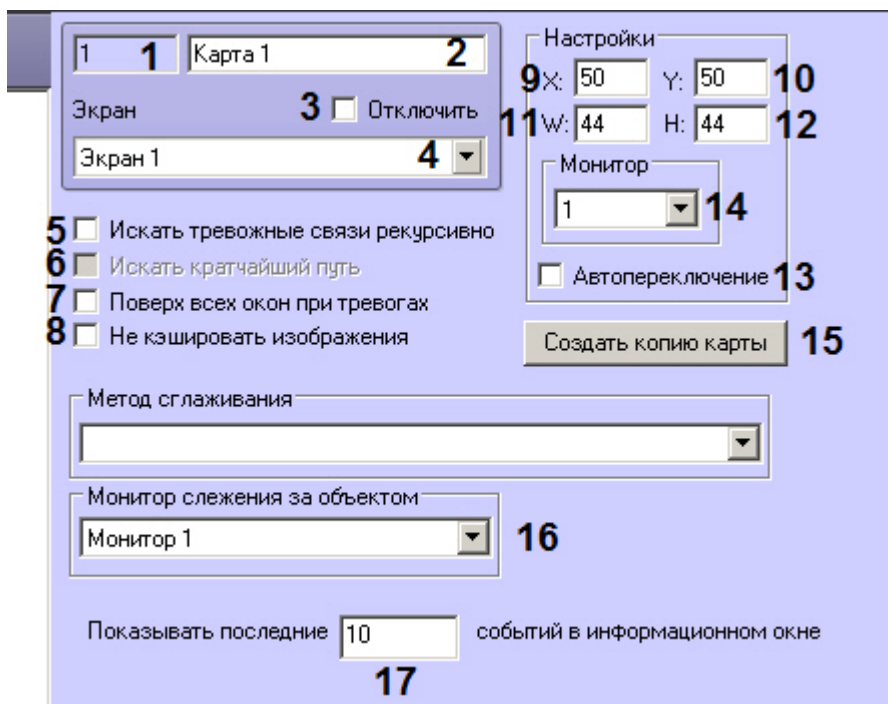 1 1 Карта 1 2
Экран 3 Отключить
Экран 1 4
Настройки
9 X: 50 Y: 50 10
11 W: 44 H: 44 12
Монитор
1 14
Автопереключение 13
5 Искать тревожные связи рекурсивно
6 Искать кратчайший путь
7 Поверх всех окон при тревогах
8 Не кэшировать изображения
Создать копию карты 15
Метод сглаживания
Монитор слежения за объектом
Монитор 1 16
Показывать последние 10 событий в информационном окне
17